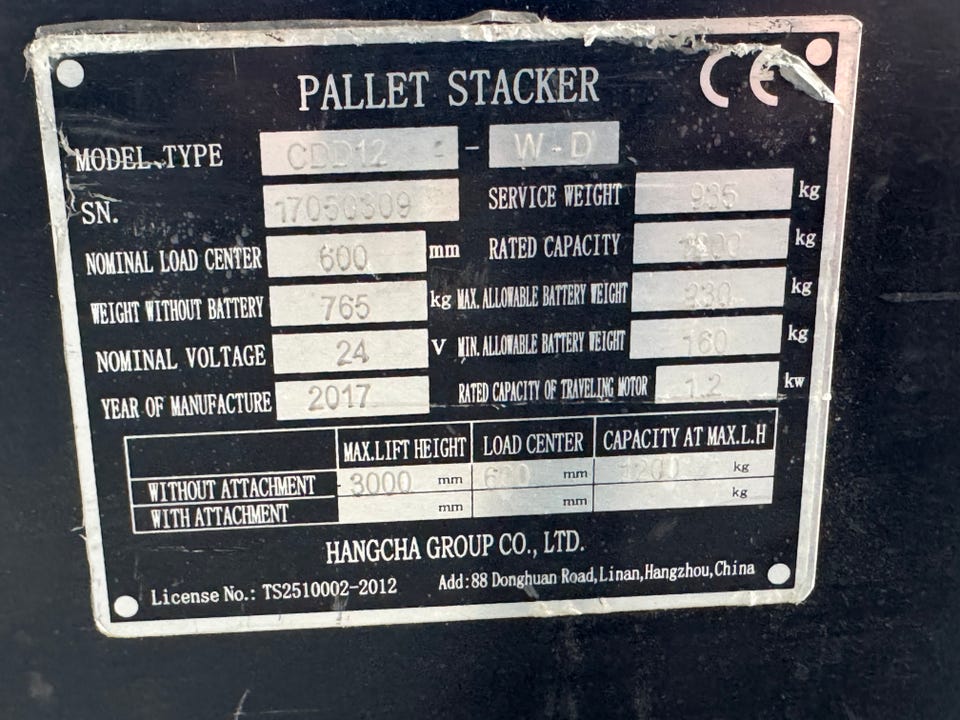 PALLET STACKER CE
MODEL TYPE CDD12 - W-D
SN. 17050309 SERVICE WEIGHT 935 kg
NOMINAL LOAD CENTER 600 mm RATED CAPACITY 1200 kg
WEIGHT WITHOUT BATTERY 765 kg MAX. ALLOWABLE BATTERY WEIGHT kg
NOMINAL VOLTAGE 24 V MIN. ALLOWABLE BATTERY WEIGHT 160 kg
YEAR OF MANUFACTURE 2017 RATED CAPACITY OF TRAVELING MOTOR 1.2 kw
MAX.LIFT HEIGHT LOAD CENTER CAPACITY AT MAX.L.H
WITHOUT ATTACHMENT 3000 mm 600 mm 1200 kg
WITH ATTACHMENT mm mm kg
HANGCHA GROUP CO., LTD.
License No.: TS2510002-2012 Add:88 Donghuan Road,Linan,Hangzhou,China